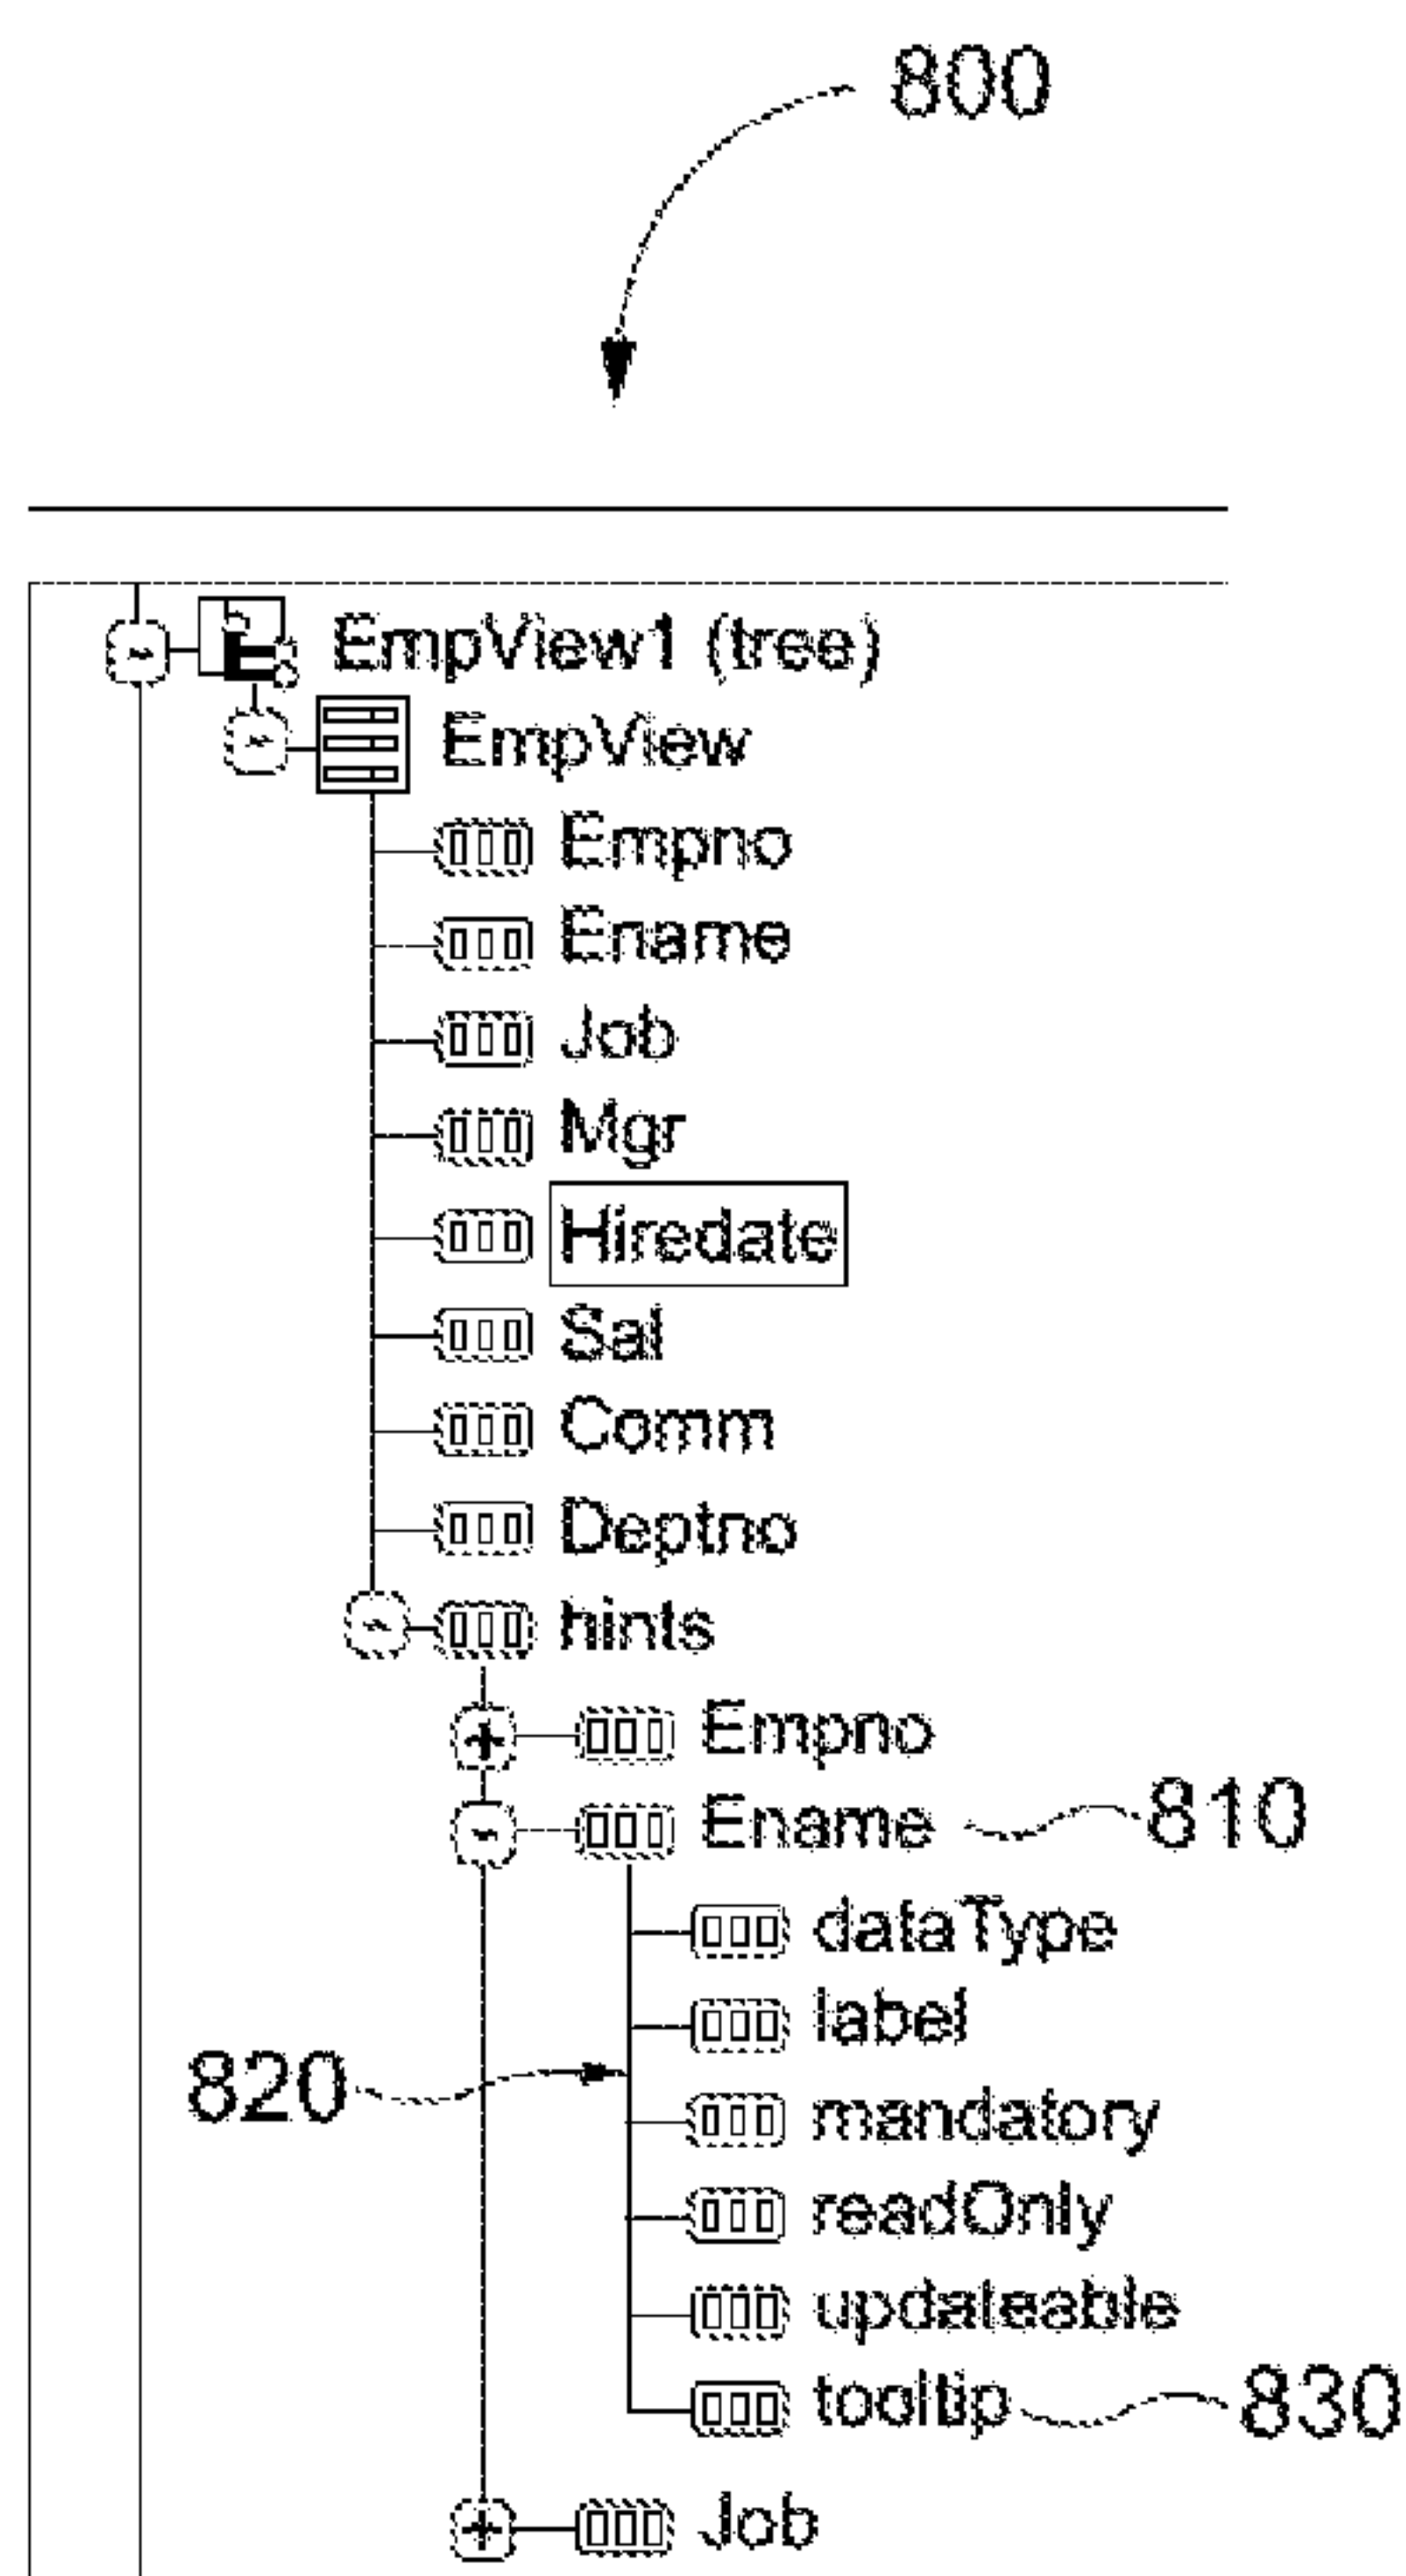 800
EmpView1 (tree)
EmpView
Empno
Ename
Job
Mgr
Hiredate
Sal
Comm
Deptno
hints
Empno
Ename 810
dataType
label
820
mandatory
readOnly
updateable
tooltip 830
Job